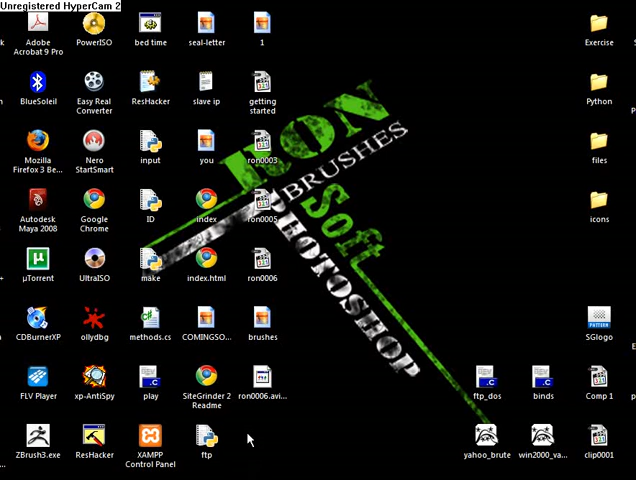 Unregistered HyperCam 2
Adobe
Acrobat 9 Pro
PowerISO
bed time
seal-letter
1
Exercise
BlueSoleil
Easy Real
Converter
ResHacker
slave ip
getting
started
Python
Mozilla
Firefox 3 Be...
Nero
StartSmart
input
you
ron0003
files
Autodesk
Maya 2008
Google
Chrome
ID
index
ron0005
icons
µTorrent
UltraISO
make
index.html
ron0006
CDBurnerXP
ollydbg
methods.cs
COMINGSO...
brushes
SGlogo
FLV Player
xp-AntiSpy
play
SiteGrinder 2
Readme
ron0006.avi...
ftp_dos
binds
Comp 1
ZBrush3.exe
ResHacker
XAMPP
Control Panel
ftp
yahoo_brute
win2000_va...
clip0001
IRON
BRUSHES
Soft
PHOTOSHOP
PATTERN